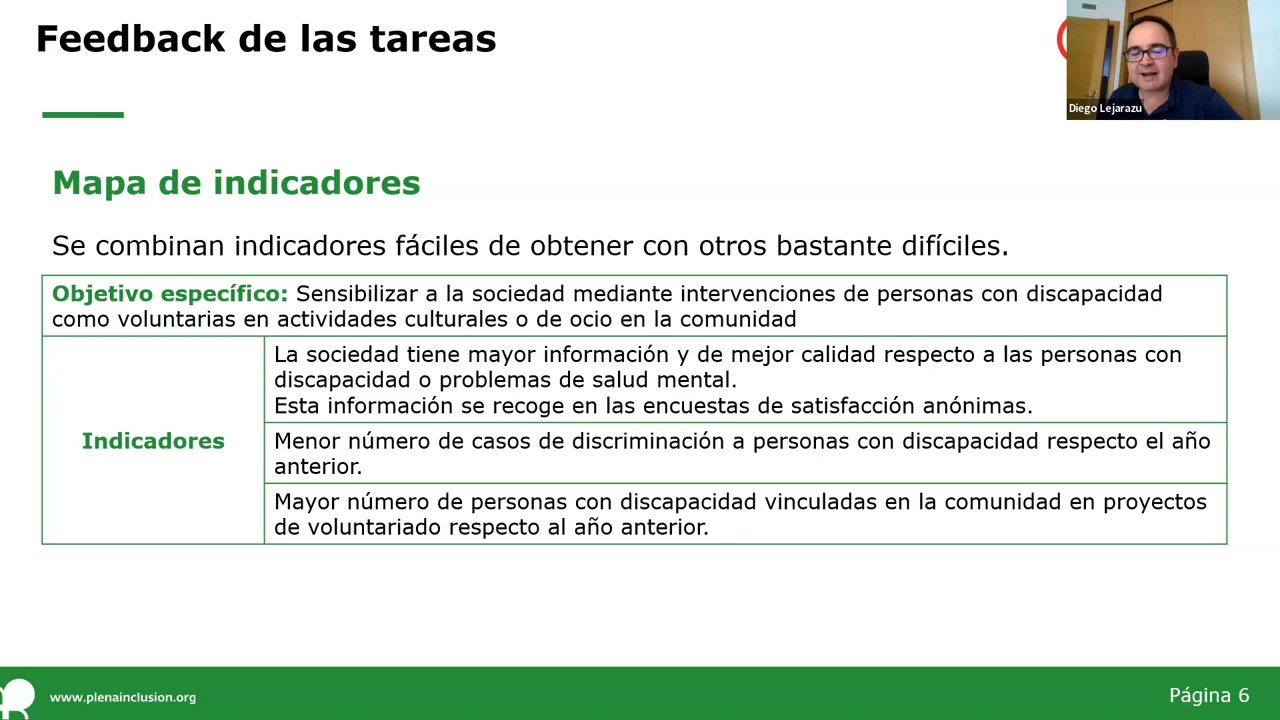 Feedback de las tareas
Diego Lejarazu
Mapa de indicadores
Se combinan indicadores fáciles de obtener con otros bastante difíciles.
Objetivo específico: Sensibilizar a la sociedad mediante intervenciones de personas con discapacidad
como voluntarias en actividades culturales o de ocio en la comunidad
La sociedad tiene mayor información y de mejor calidad respecto a las personas con
discapacidad o problemas de salud mental.
Esta información se recoge en las encuestas de satisfacción anónimas.
Indicadores
Menor número de casos de discriminación a personas con discapacidad respecto el año
anterior.
Mayor número de personas con discapacidad vinculadas en la comunidad en proyectos
de voluntariado respecto al año anterior.
www.plenainclusion.org
Página 6